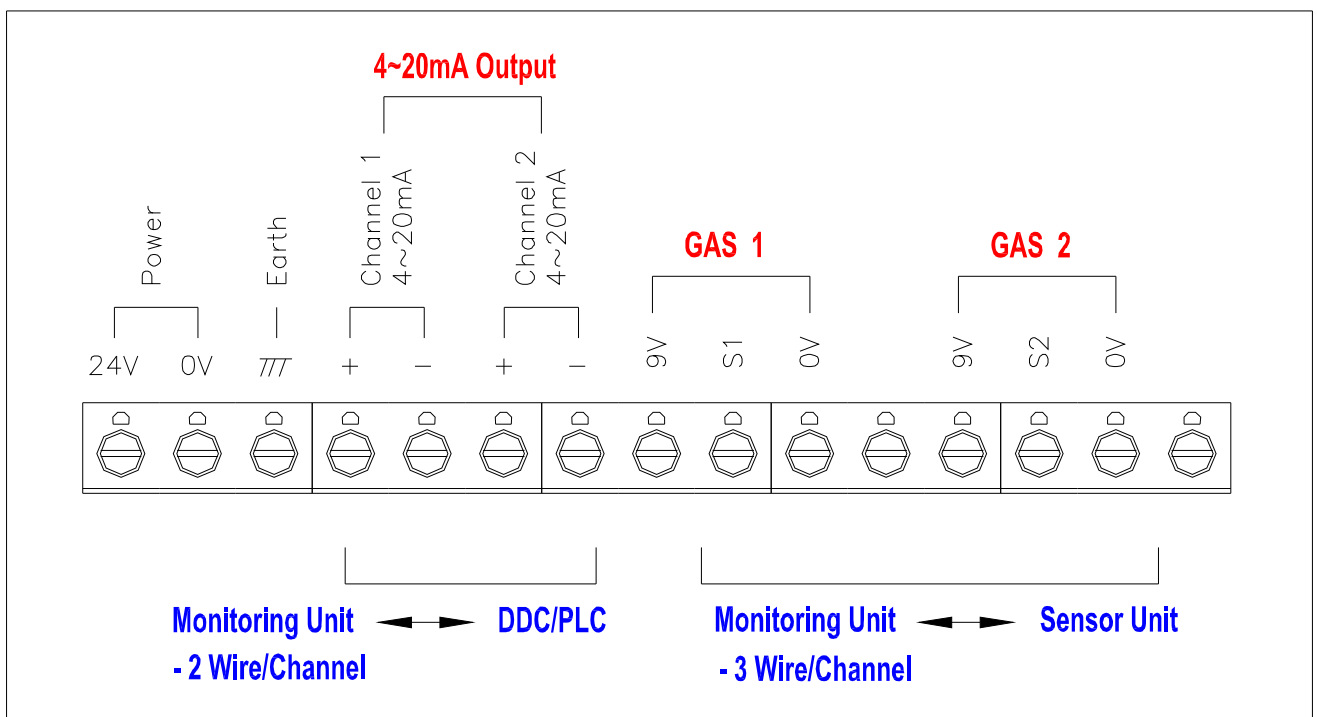 4~20mA Output
Power
Earth
Channel 1
4~20mA
Channel 2
4~20mA
GAS 1
GAS 2
24V 0V + - + - 9V S1 0V 9V S2 0V
Monitoring Unit DDC/PLC
- 2 Wire/Channel
Monitoring Unit Sensor Unit
- 3 Wire/Channel